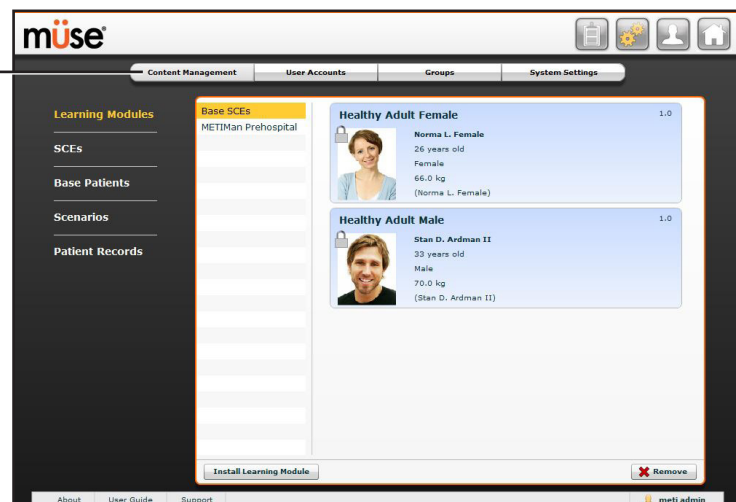 müse
Content Management User Accounts Groups System Settings
Learning Modules
SCEs
Base Patients
Scenarios
Patient Records
Base SCEs
METIMan Prehospital
Healthy Adult Female 1.0
Norma L. Female
26 years old
Female
66.0 kg
(Norma L. Female)
Healthy Adult Male 1.0
Stan D. Ardman II
33 years old
Male
70.0 kg
(Stan D. Ardman II)
Install Learning Module Remove
About User Guide Support meti admin